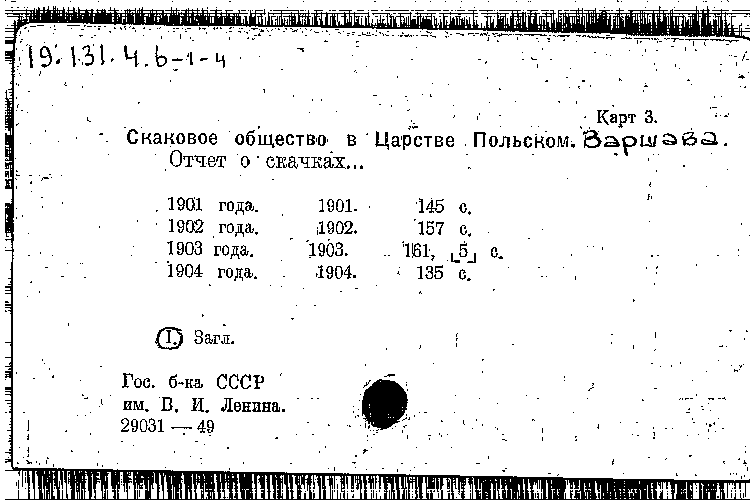 19.131.4.6-1-4
Карт 3.
Скаковое общество в Царстве Польском. Варшава.
Отчет о скачках...
1901 года. 1901. 145 с.
1902 года. 1902. 157 с.
1903 года. 1903. 161, [5] с.
1904 года. 1904. 135 с.
I. Загл.
Гос. б-ка СССР
им. В. И. Ленина.
29031 — 49